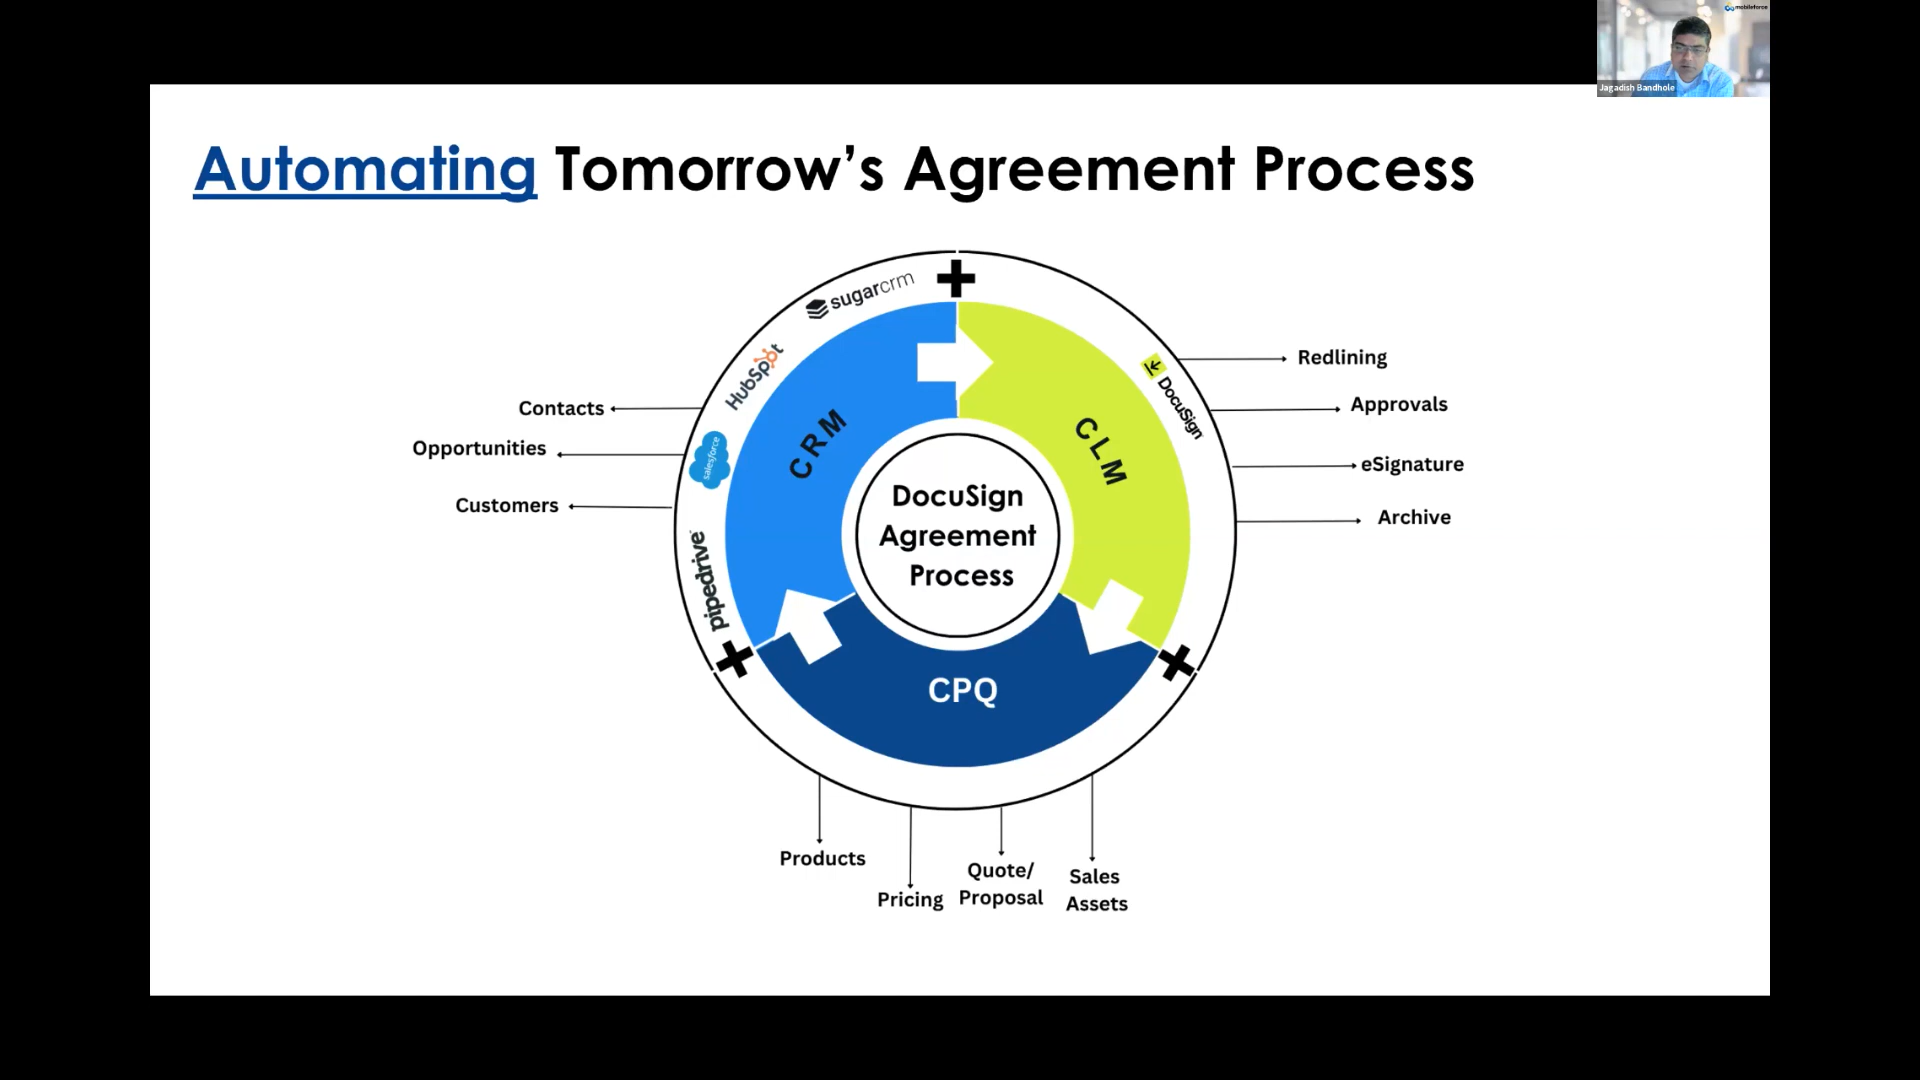 mobileforce
Jagadish Bandhole
Automating Tomorrow's Agreement Process
sugarcrm
HubSpot
salesforce
pipedrive
DocuSign
CRM
CLM
CPQ
DocuSign
Agreement
Process
Contacts
Opportunities
Customers
Redlining
Approvals
eSignature
Archive
Products
Pricing
Quote/
Proposal
Sales
Assets